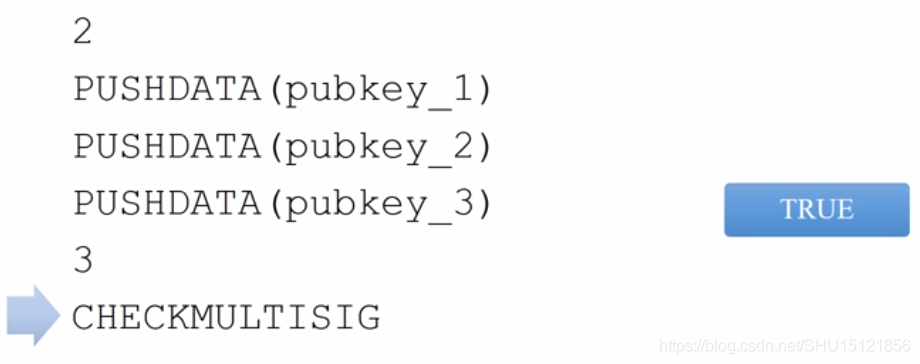 2
PUSHDATA(pubkey_1)
PUSHDATA(pubkey_2)
PUSHDATA(pubkey_3)
TRUE
3
CHECKMULTISIG
https://blog.csdn.net/SHU15121856